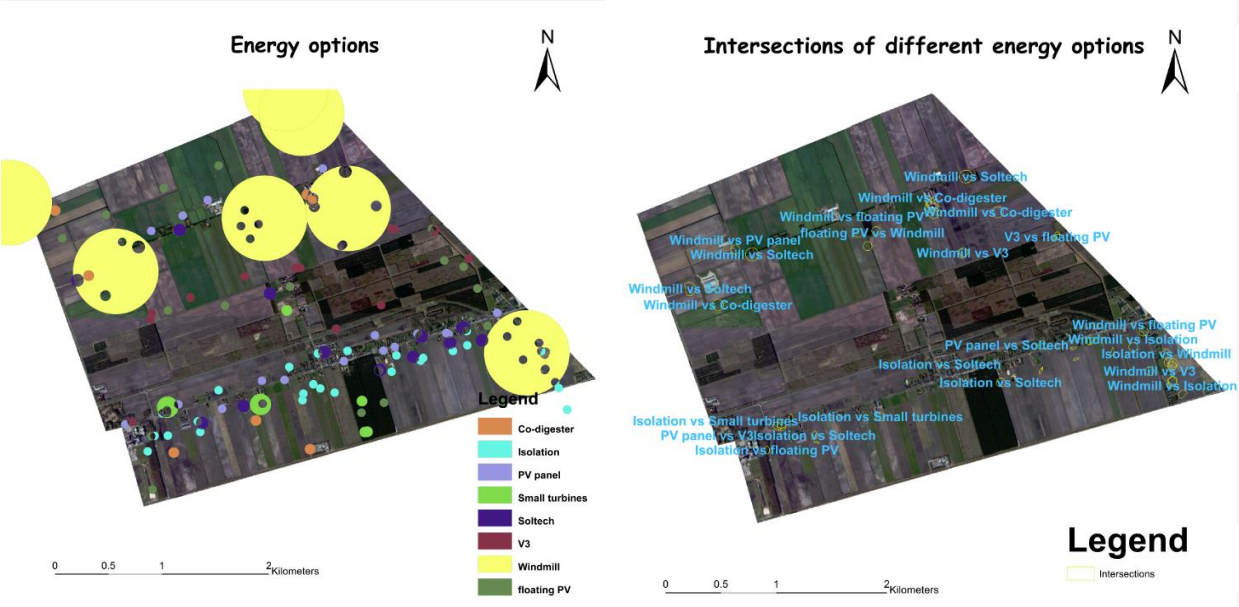 Energy options
N
Legend
Co-digester
Isolation
PV panel
Small turbines
Soltech
V3
Windmill
floating PV
0 0.5 1 2 Kilometers
Intersections of different energy options
N
Windmill vs Soltech
Windmill vs Co-digester
Windmill vs Co-digester
Windmill vs floating PV
floating PV vs Windmill
V3 vs floating PV
Windmill vs PV panel
Windmill vs Soltech
Windmill vs V3
Windmill vs Soltech
Windmill vs Co-digester
Windmill vs floating PV
Windmill vs Isolation
PV panel vs Soltech
Isolation vs Windmill
Isolation vs Soltech
Windmill vs V3
Isolation vs Soltech
Windmill vs Isolation
Isolation vs Small turbines
Isolation vs Small turbines
PV panel vs V3
Isolation vs Soltech
Isolation vs floating PV
Legend
Intersections
0 0.5 1 2 Kilometers